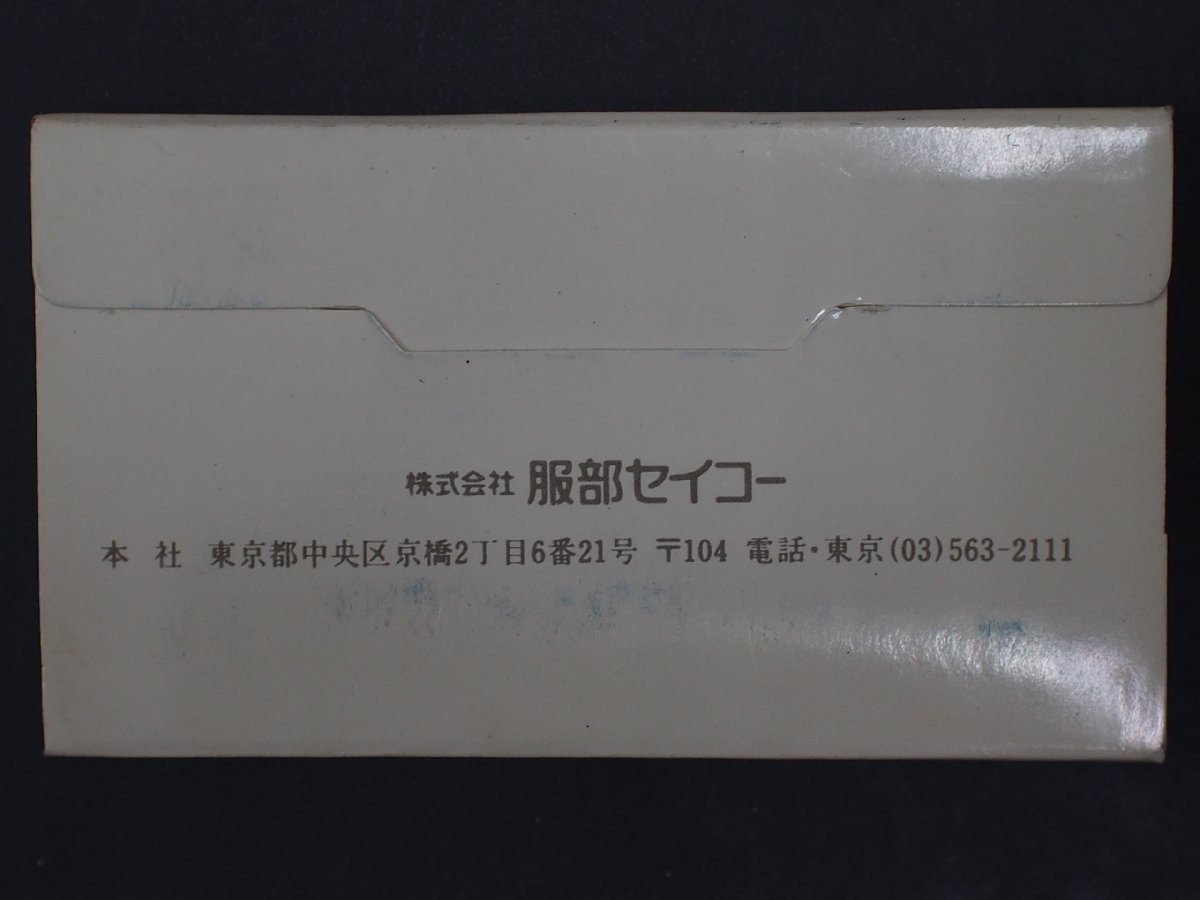 株式会社 服部セイコー
本 社 東京都中央区京橋2丁目6番21号 〒104 電話・東京(03)563-2111